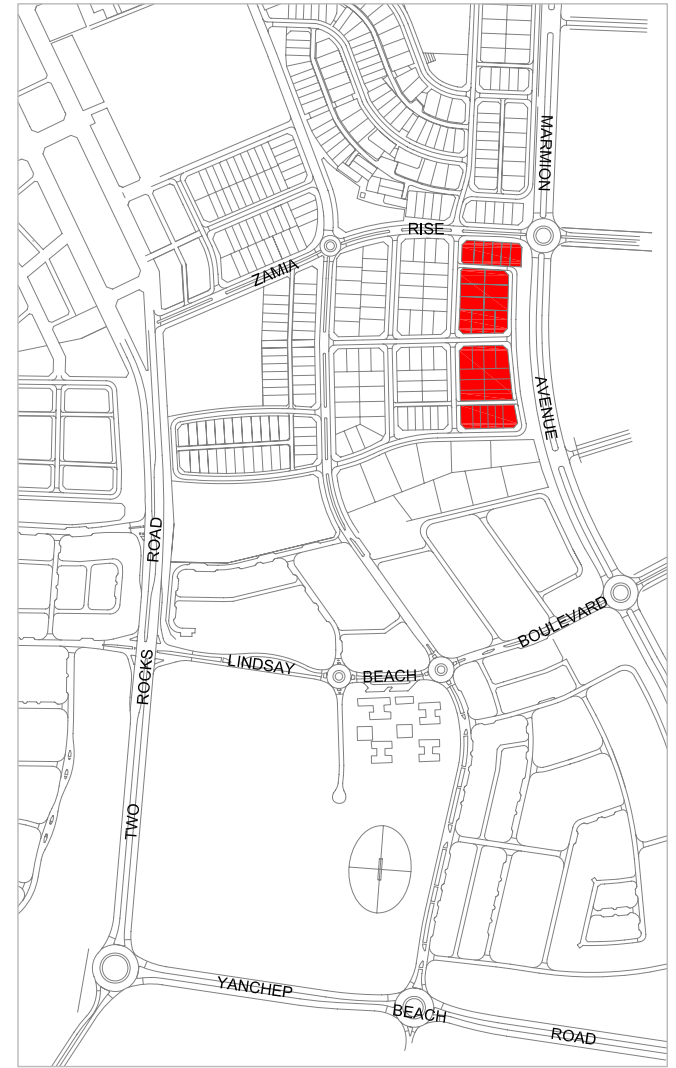 MARMION
RISE
ZAMIA
AVENUE
ROAD
BOULEVARD
LINDSAY
BEACH
ROCKS
TWO
YANCHEP
BEACH
ROAD